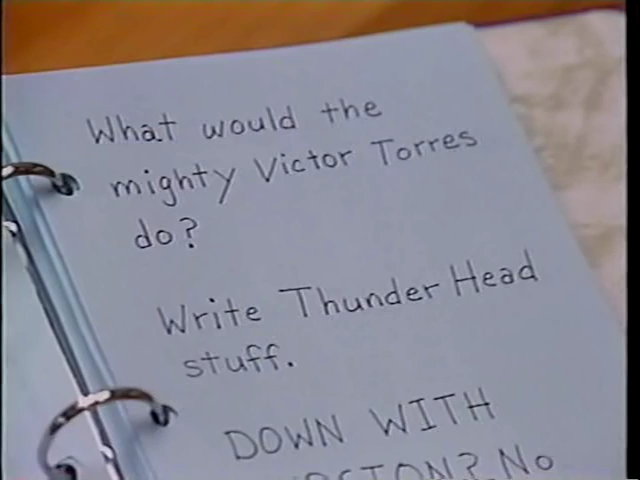 What would the
mighty Victor Torres
do?
Write Thunder Head
stuff.
DOWN WITH
No